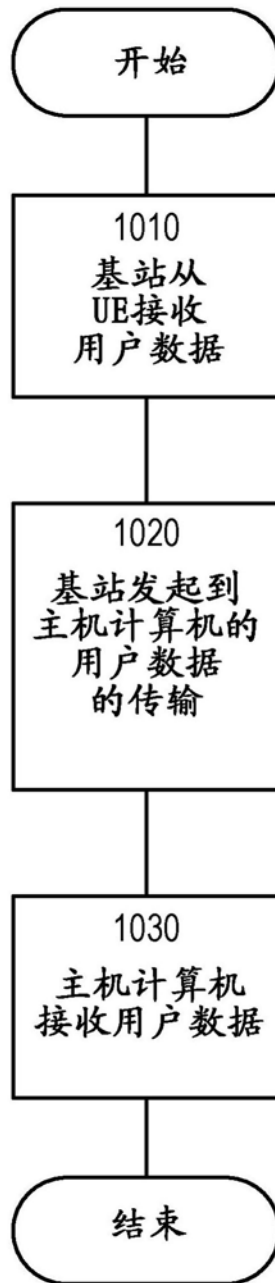 开始
1010
基站从
UE接收
用户数据
1020
基站发起到
主机计算机的
用户数据
的传输
1030
主机计算机
接收用户数据
结束